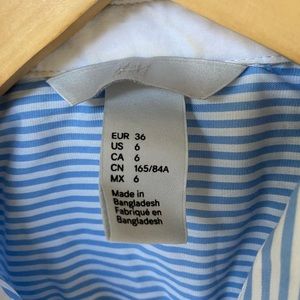 H&M
EUR 36
US 6
CA 6
CN 165/84A
MX 6
Made in
Bangladesh
Fabriqué en
Bangladesh